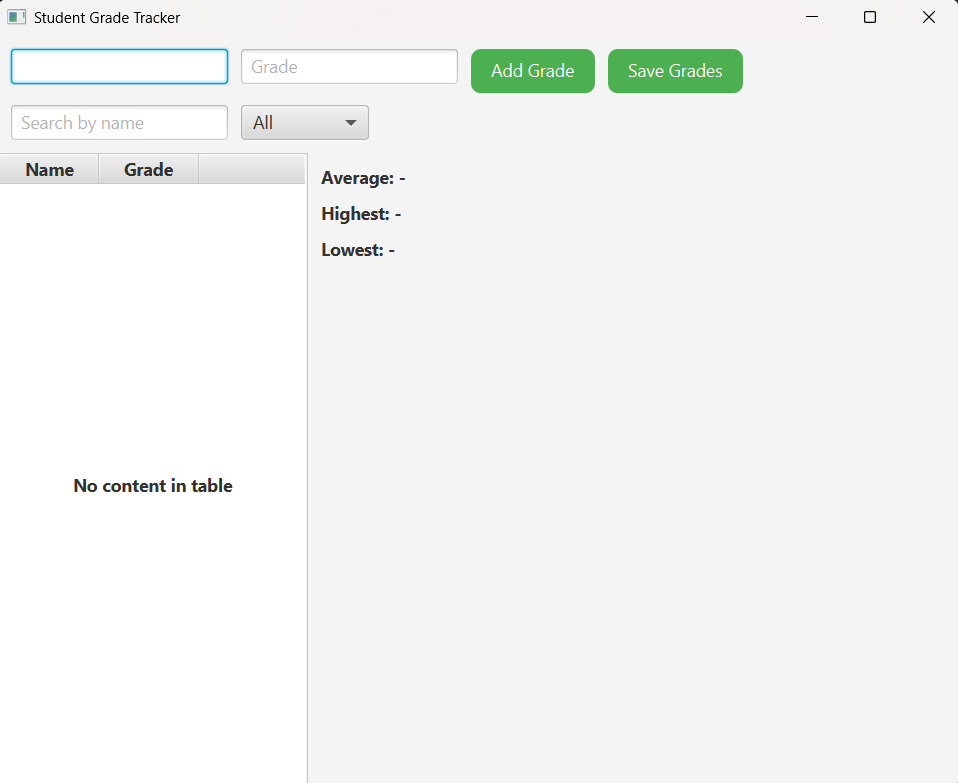 Student Grade Tracker
Grade Add Grade Save Grades
Search by name All
Name Grade
Average: -
Highest: -
Lowest: -
No content in table